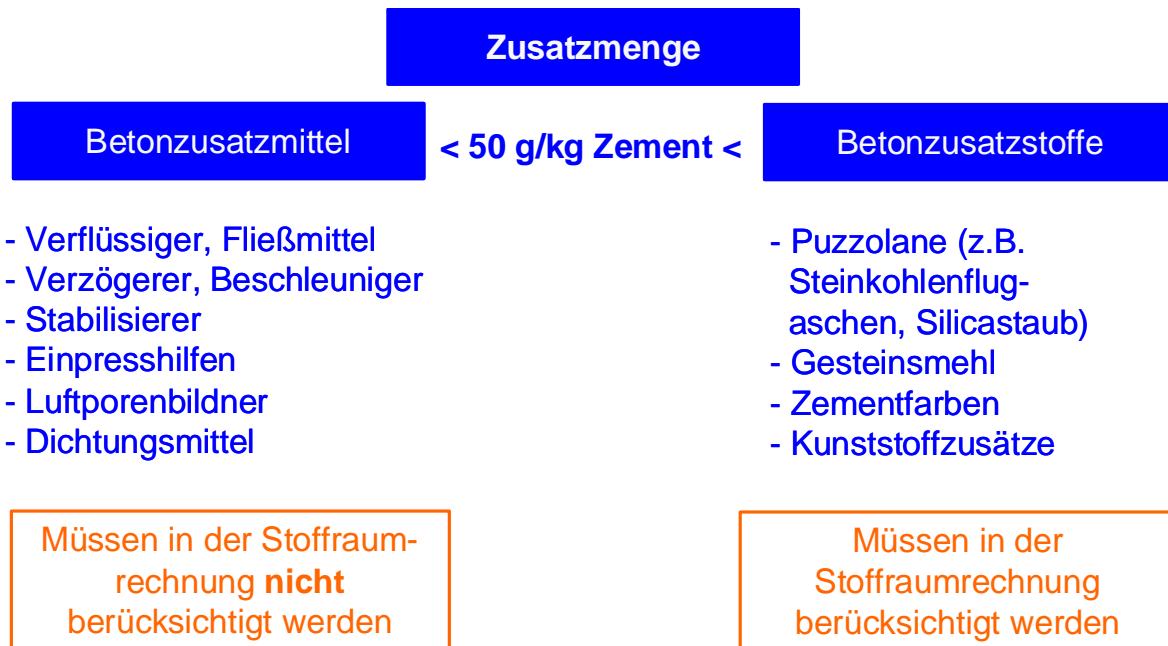 Zusatzmenge
Betonzusatzmittel
< 50 g/kg Zement <
Betonzusatzstoffe
- Verflüssiger, Fließmittel
- Verzögerer, Beschleuniger
- Stabilisierer
- Einpresshilfen
- Luftporenbildner
- Dichtungsmittel
- Puzzolane (z.B.
Steinkohlenflug-
aschen, Silicastaub)
- Gesteinsmehl
- Zementfarben
- Kunststoffzusätze
Müssen in der Stoffraum-
rechnung nicht
berücksichtigt werden
Müssen in der
Stoffraumrechnung
berücksichtigt werden